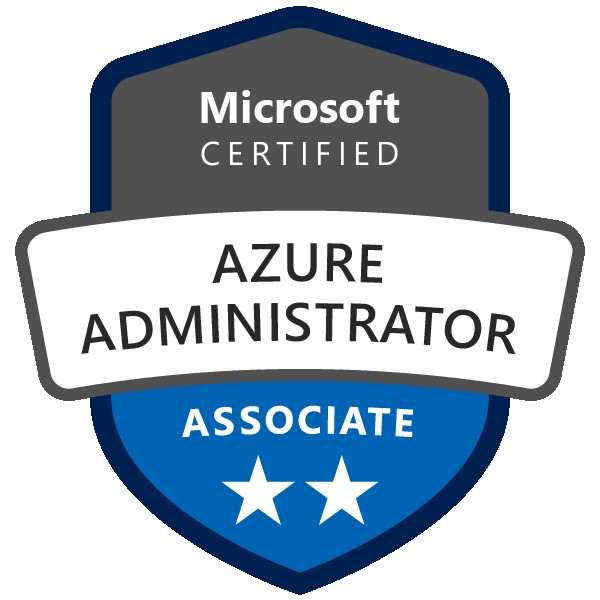 Microsoft
CERTIFIED
AZURE
ADMINISTRATOR
ASSOCIATE